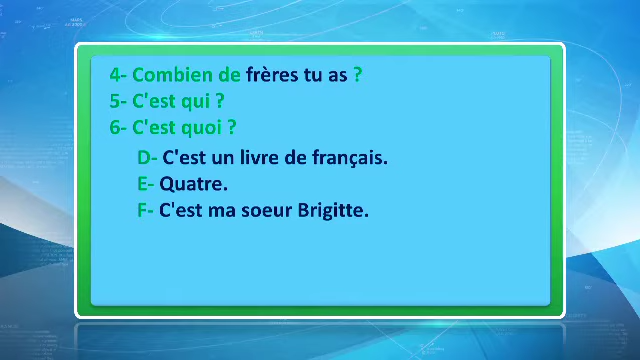 4- Combien de frères tu as ?
5- C'est qui ?
6- C'est quoi ?
D- C'est un livre de français.
E- Quatre.
F- C'est ma soeur Brigitte.